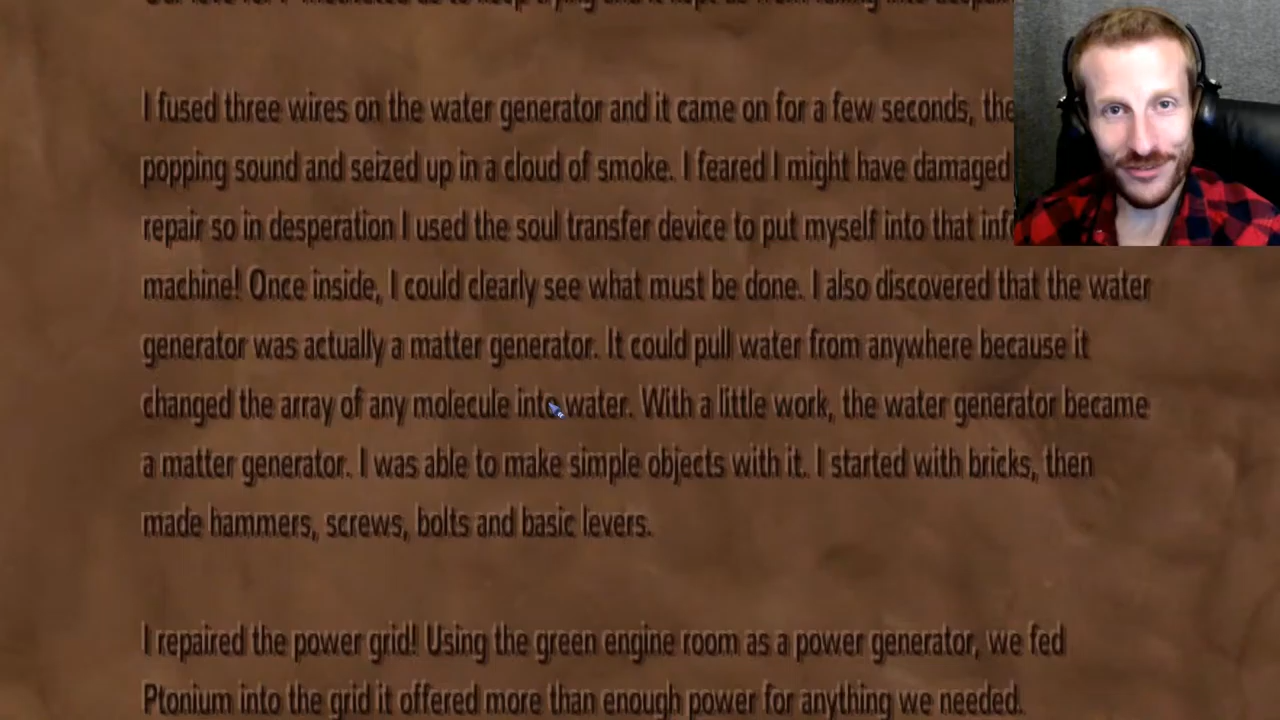 I fused three wires on the water generator and it came on for a few seconds, the
popping sound and seized up in a cloud of smoke. I feared I might have damaged
repair so in desperation I used the soul transfer device to put myself into that inf
machine! Once inside, I could clearly see what must be done. I also discovered that the water
generator was actually a matter generator. It could pull water from anywhere because it
changed the array of any molecule into water. With a little work, the water generator became
a matter generator. I was able to make simple objects with it. I started with bricks, then
made hammers, screws, bolts and basic levers.
I repaired the power grid! Using the green engine room as a power generator, we fed
Ptonium into the grid it offered more than enough power for anything we needed.